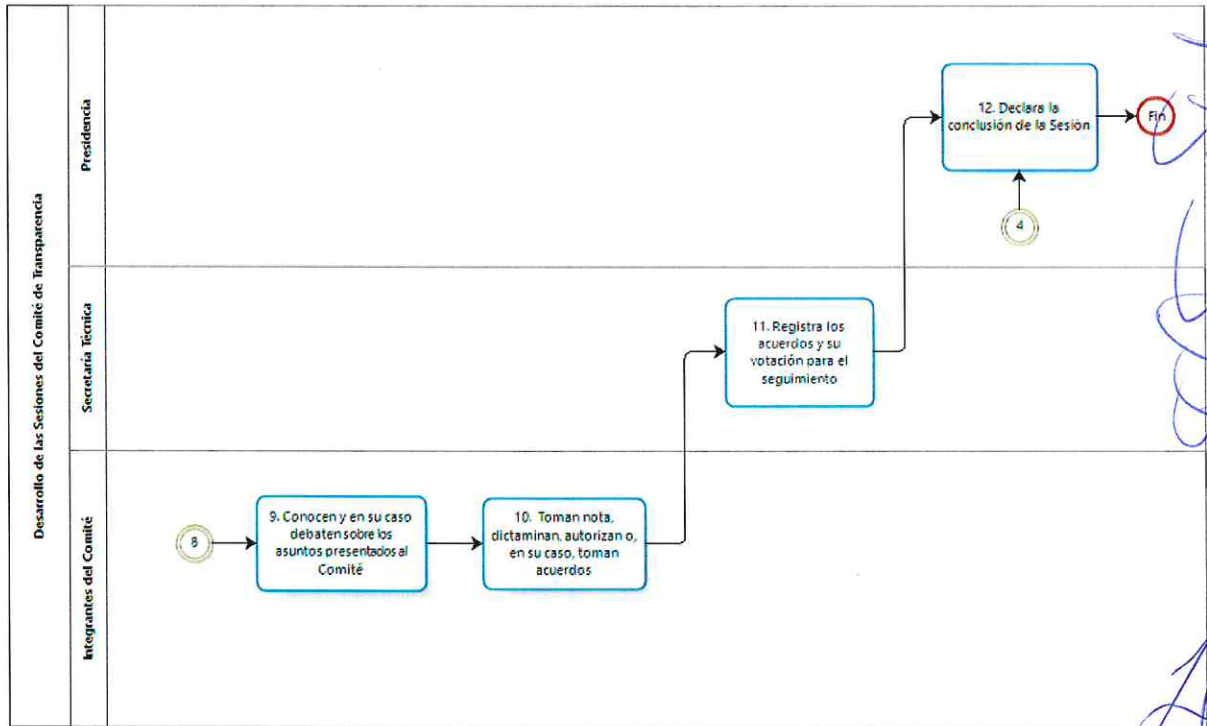 Desarrollo de las Sesiones del Comité de Transparencia
Presidencia
12. Declara la
conclusión de la Sesión
Fin
4
Secretaría Técnica
11. Registra los
acuerdos y su
votación para el
seguimiento
Integrantes del Comité
8
9. Conocen y en su caso
debaten sobre los
asuntos presentados al
Comité
10. Toman nota,
dictaminan, autorizan o,
en su caso, toman
acuerdos